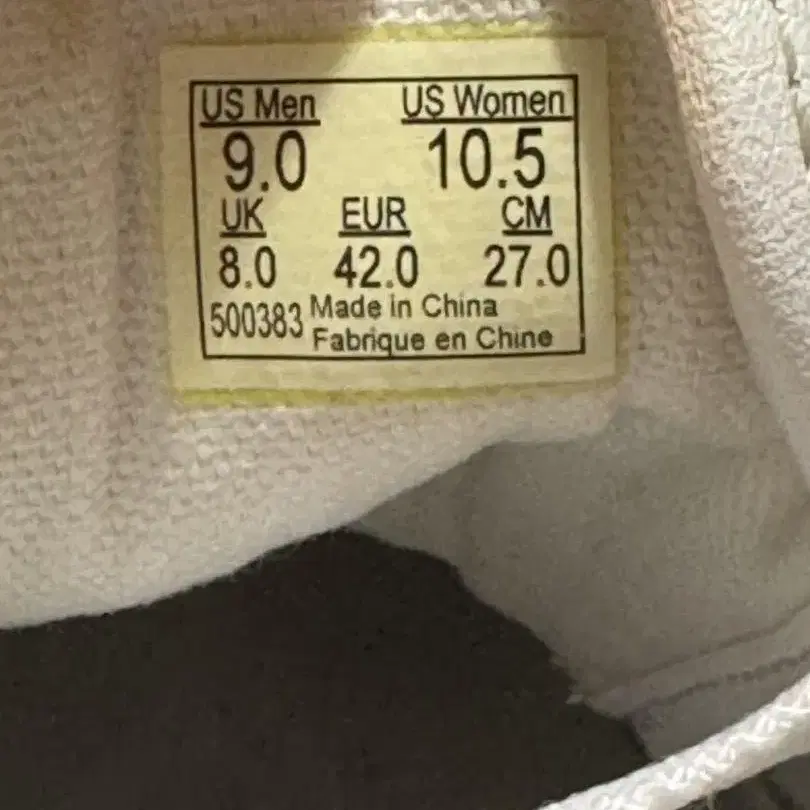 US Men US Women
9.0 10.5
UK EUR CM
8.0 42.0 27.0
500383 Made in China
Fabrique en Chine